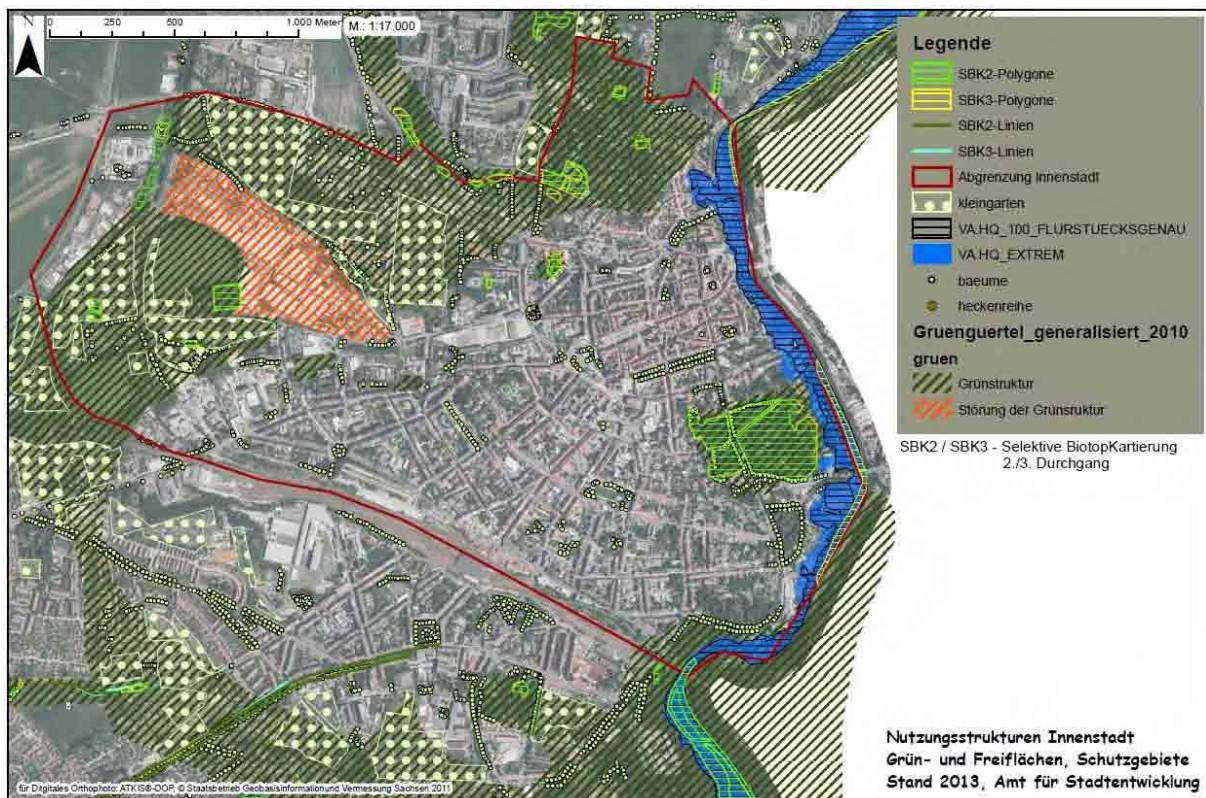 N
0 250 500 1.000 Meter
M.: 1:17.000
Legende
SBK2-Polygone
SBK3-Polygone
SBK2-Linien
SBK3-Linien
Abgrenzung Innenstadt
kleingarten
VA.HQ_100_FLURSTUECKSGENAU
VA.HQ_EXTREM
baeume
heckenreihe
Gruenguertel_generalisiert_2010
gruen
Grünstruktur
Störung der Grünsruktur
SBK2 / SBK3 - Selektive BiotopKartierung
2./3. Durchgang
Nutzungsstrukturen Innenstadt
Grün- und Freiflächen, Schutzgebiete
Stand 2013, Amt für Stadtentwicklung
für Digitales Orthophoto: ATKIS®-DOP, © Staatsbetrieb Geobasisinformation und Vermessung Sachsen 2011